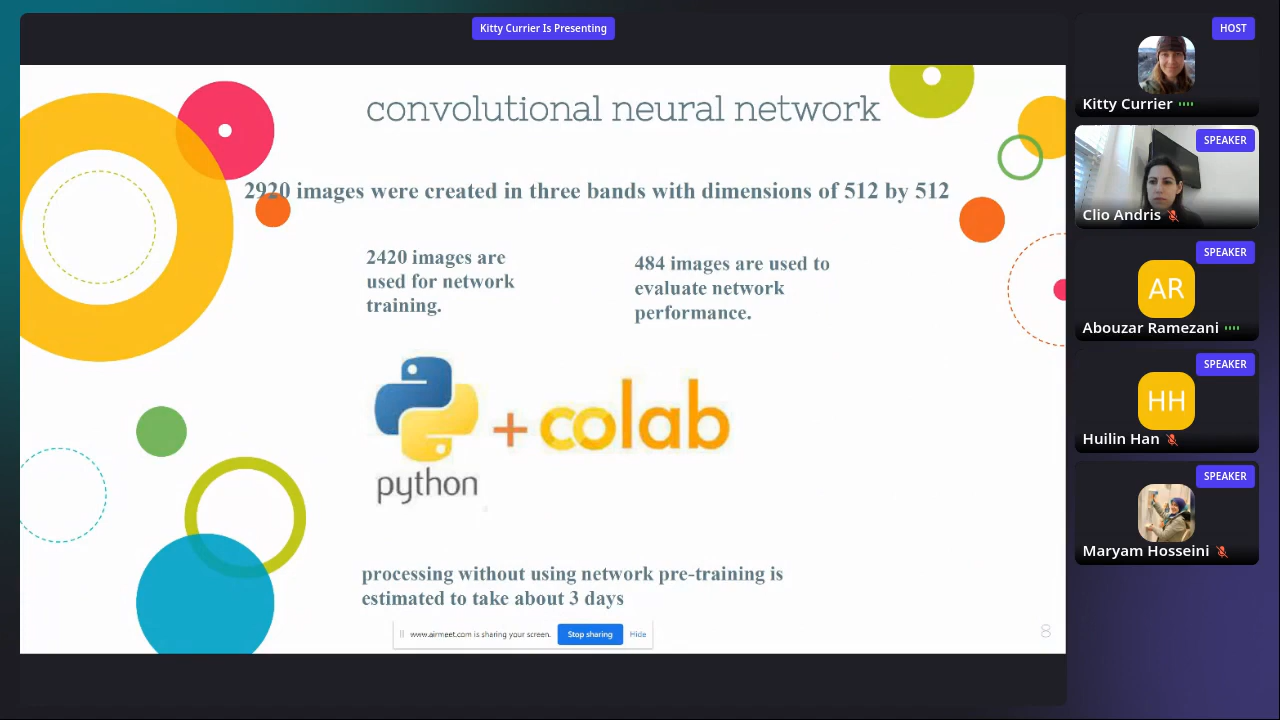 Kitty Currier Is Presenting
convolutional neural network
2920 images were created in three bands with dimensions of 512 by 512
2420 images are
used for network
training.
484 images are used to
evaluate network
performance.
python
+
colab
processing without using network pre-training is
estimated to take about 3 days
www.airmeet.com is sharing your screen.
Stop sharing
Hide
8
HOST
Kitty Currier
SPEAKER
Clio Andris
SPEAKER
AR
Abouzar Ramezani
SPEAKER
HH
Huilin Han
SPEAKER
Maryam Hosseini